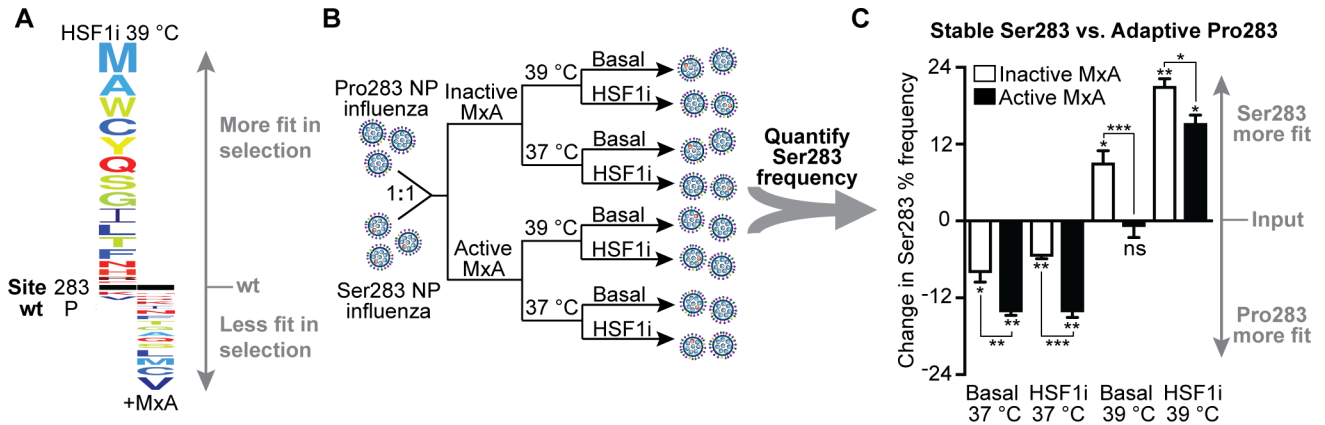 A
HSF1i 39 °C
M
A
W
C
Y
Q
S
G
I
L
T
F
N
H
Site 283
wt P
V
M
C
V
+MxA
More fit in
selection
wt
Less fit in
selection
B
Pro283 NP
influenza
1:1
Ser283 NP
influenza
Inactive
MxA
Active
MxA
39 °C
37 °C
39 °C
37 °C
Basal
HSF1i
Basal
HSF1i
Basal
HSF1i
Basal
HSF1i
Quantify
Ser283
frequency
C
Stable Ser283 vs. Adaptive Pro283
Inactive MxA
Active MxA
Change in Ser283 % frequency
24
12
0
-12
-24
*
**
**
**
**
***
*
***
ns
**
*
*
Basal
37 °C
HSF1i
37 °C
Basal
39 °C
HSF1i
39 °C
Ser283
more fit
Input
Pro283
more fit